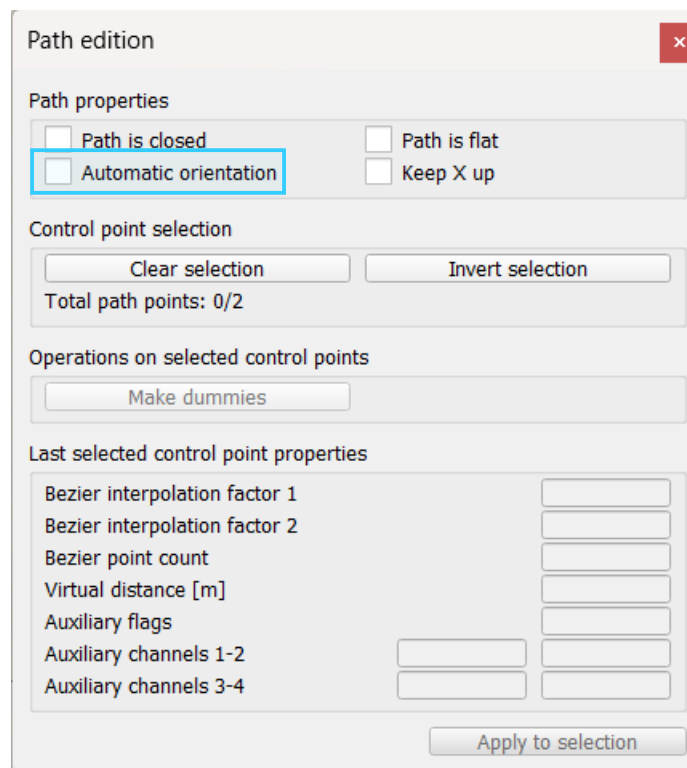 Path edition
×
Path properties
Path is closed
Path is flat
Automatic orientation
Keep X up
Control point selection
Clear selection
Invert selection
Total path points: 0/2
Operations on selected control points
Make dummies
Last selected control point properties
Bezier interpolation factor 1
Bezier interpolation factor 2
Bezier point count
Virtual distance [m]
Auxiliary flags
Auxiliary channels 1-2
Auxiliary channels 3-4
Apply to selection